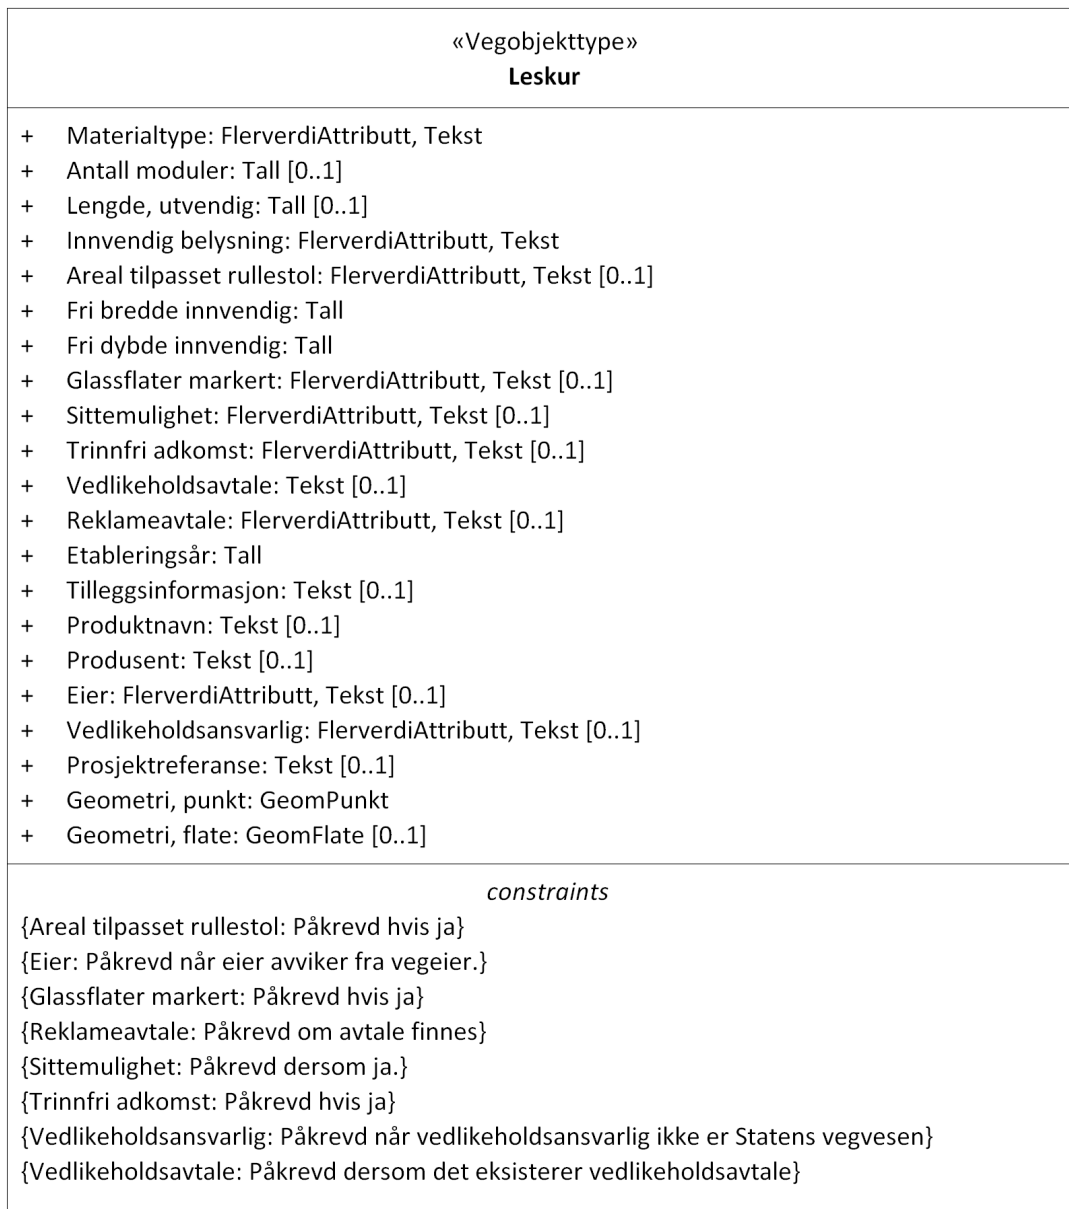 «Vegobjekttype»
Leskur
+ Materialtype: FlerverdiAttributt, Tekst
+ Antall moduler: Tall [0..1]
+ Lengde, utvendig: Tall [0..1]
+ Innvendig belysning: FlerverdiAttributt, Tekst
+ Areal tilpasset rullestol: FlerverdiAttributt, Tekst [0..1]
+ Fri bredde innvendig: Tall
+ Fri dybde innvendig: Tall
+ Glassflater markert: FlerverdiAttributt, Tekst [0..1]
+ Sittemulighet: FlerverdiAttributt, Tekst [0..1]
+ Trinnfri adkomst: FlerverdiAttributt, Tekst [0..1]
+ Vedlikeholdsavtale: Tekst [0..1]
+ Reklameavtale: FlerverdiAttributt, Tekst [0..1]
+ Etableringsår: Tall
+ Tilleggsinformasjon: Tekst [0..1]
+ Produktnavn: Tekst [0..1]
+ Produsent: Tekst [0..1]
+ Eier: FlerverdiAttributt, Tekst [0..1]
+ Vedlikeholdsansvarlig: FlerverdiAttributt, Tekst [0..1]
+ Prosjektreferanse: Tekst [0..1]
+ Geometri, punkt: GeomPunkt
+ Geometri, flate: GeomFlate [0..1]
constraints
{Areal tilpasset rullestol: Påkrevd hvis ja}
{Eier: Påkrevd når eier avviker fra vegeier.}
{Glassflater markert: Påkrevd hvis ja}
{Reklameavtale: Påkrevd om avtale finnes}
{Sittemulighet: Påkrevd dersom ja.}
{Trinnfri adkomst: Påkrevd hvis ja}
{Vedlikeholdsansvarlig: Påkrevd når vedlikeholdsansvarlig ikke er Statens vegvesen}
{Vedlikeholdsavtale: Påkrevd dersom det eksisterer vedlikeholdsavtale}